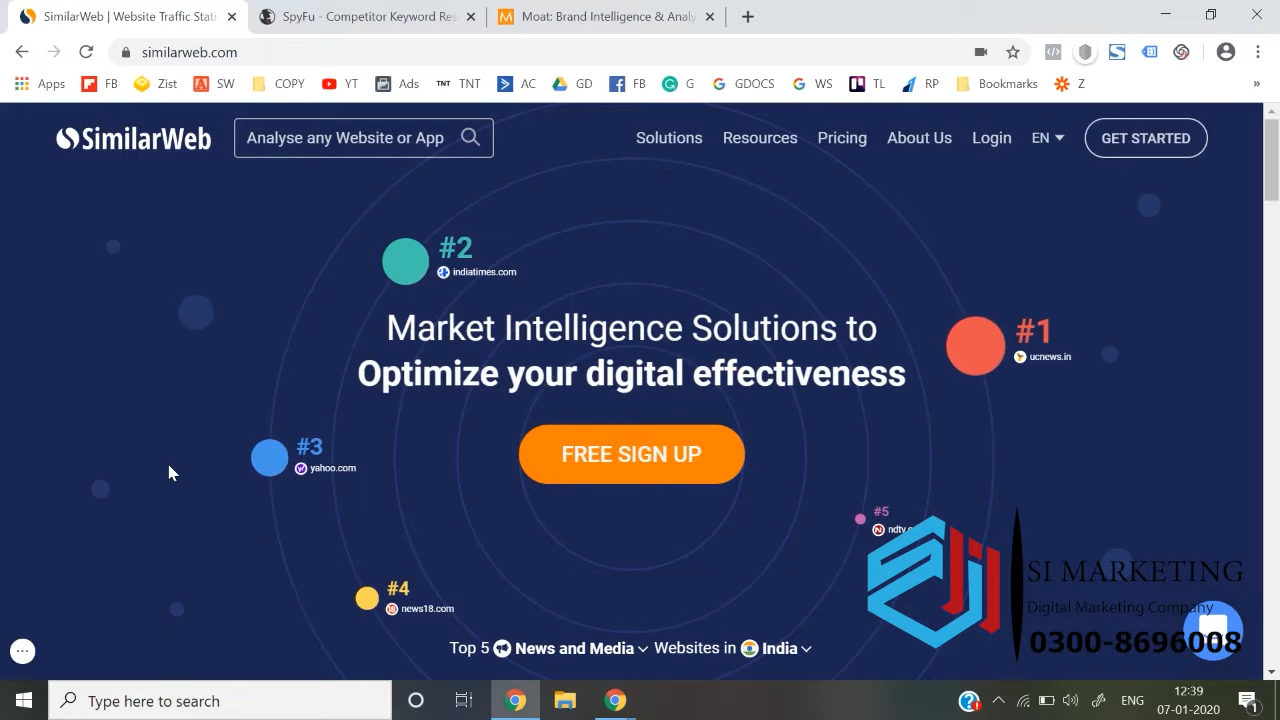 SimilarWeb | Website Traffic Stati
SpyFu - Competitor Keyword Res
Moat: Brand Intelligence & Analy
similarweb.com
Apps FB Zist SW COPY YT Ads TNT TNT AC GD FB G GDOCS WS TL RP Bookmarks Z »
SimilarWeb Analyse any Website or App Solutions Resources Pricing About Us Login EN GET STARTED
#2
indiatimes.com
#1
ucnews.in
Market Intelligence Solutions to
Optimize your digital effectiveness
#3
yahoo.com
FREE SIGN UP
#5
ndtv.c
#4
news18.com
Top 5 News and Media Websites in India
SI MARKETING
Digital Marketing Company
0300-8696008
Type here to search
ENG
12:39
07-01-2020
1